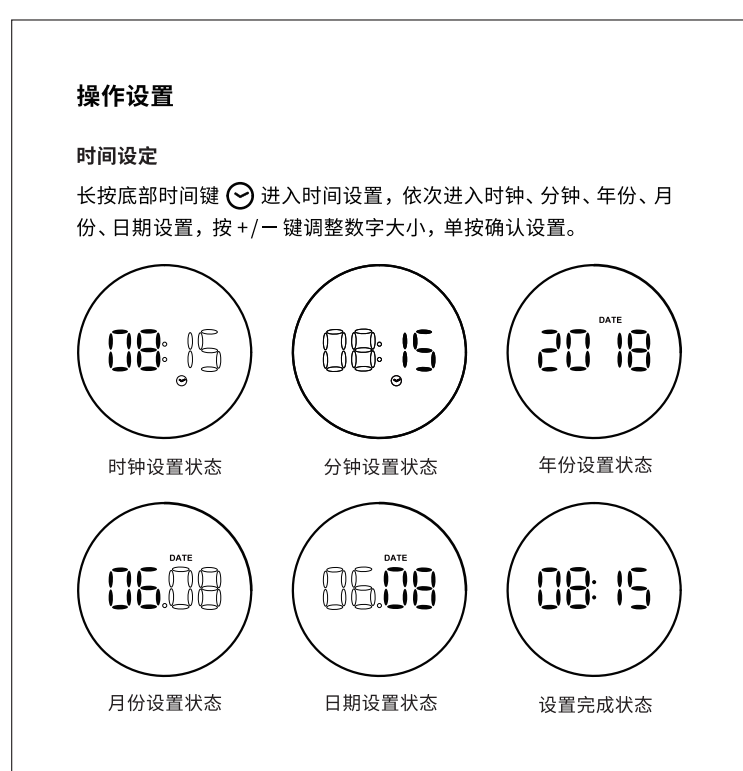 操作设置
时间设定
长按底部时间键 进入时间设置，依次进入时钟、分钟、年份、月
份、日期设置，按 +/— 键调整数字大小，单按确认设置。
08:15 08:15 DATE
2018
时钟设置状态 分钟设置状态 年份设置状态
DATE DATE
06.08 06.08 08:15
月份设置状态 日期设置状态 设置完成状态